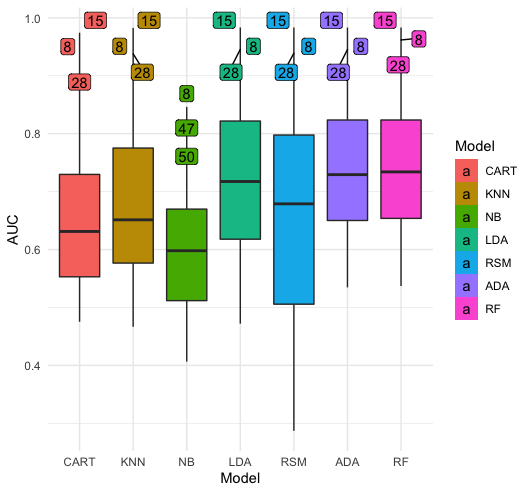 1.0
0.8
0.6
0.4
AUC
15 15 15 15 15 15
8 8 8 8 8 8
28 28 28 28 28 28
8
47
50
CART KNN NB LDA RSM ADA RF
Model
Model
a CART
a KNN
a NB
a LDA
a RSM
a ADA
a RF